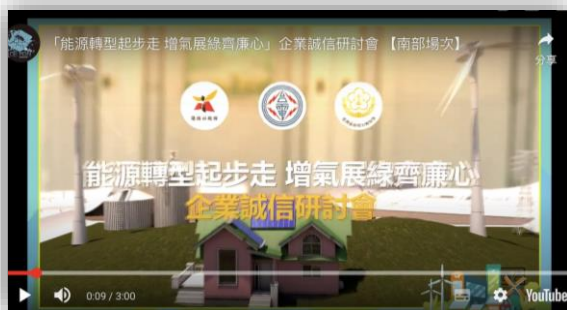 「能源轉型起步走 增氣展綠齊廉心」企業誠信研討會 【南部場次】
分享
能源轉型起步走 增氣展綠齊廉心
企業誠信研討會
0:09 / 3:00
YouTube